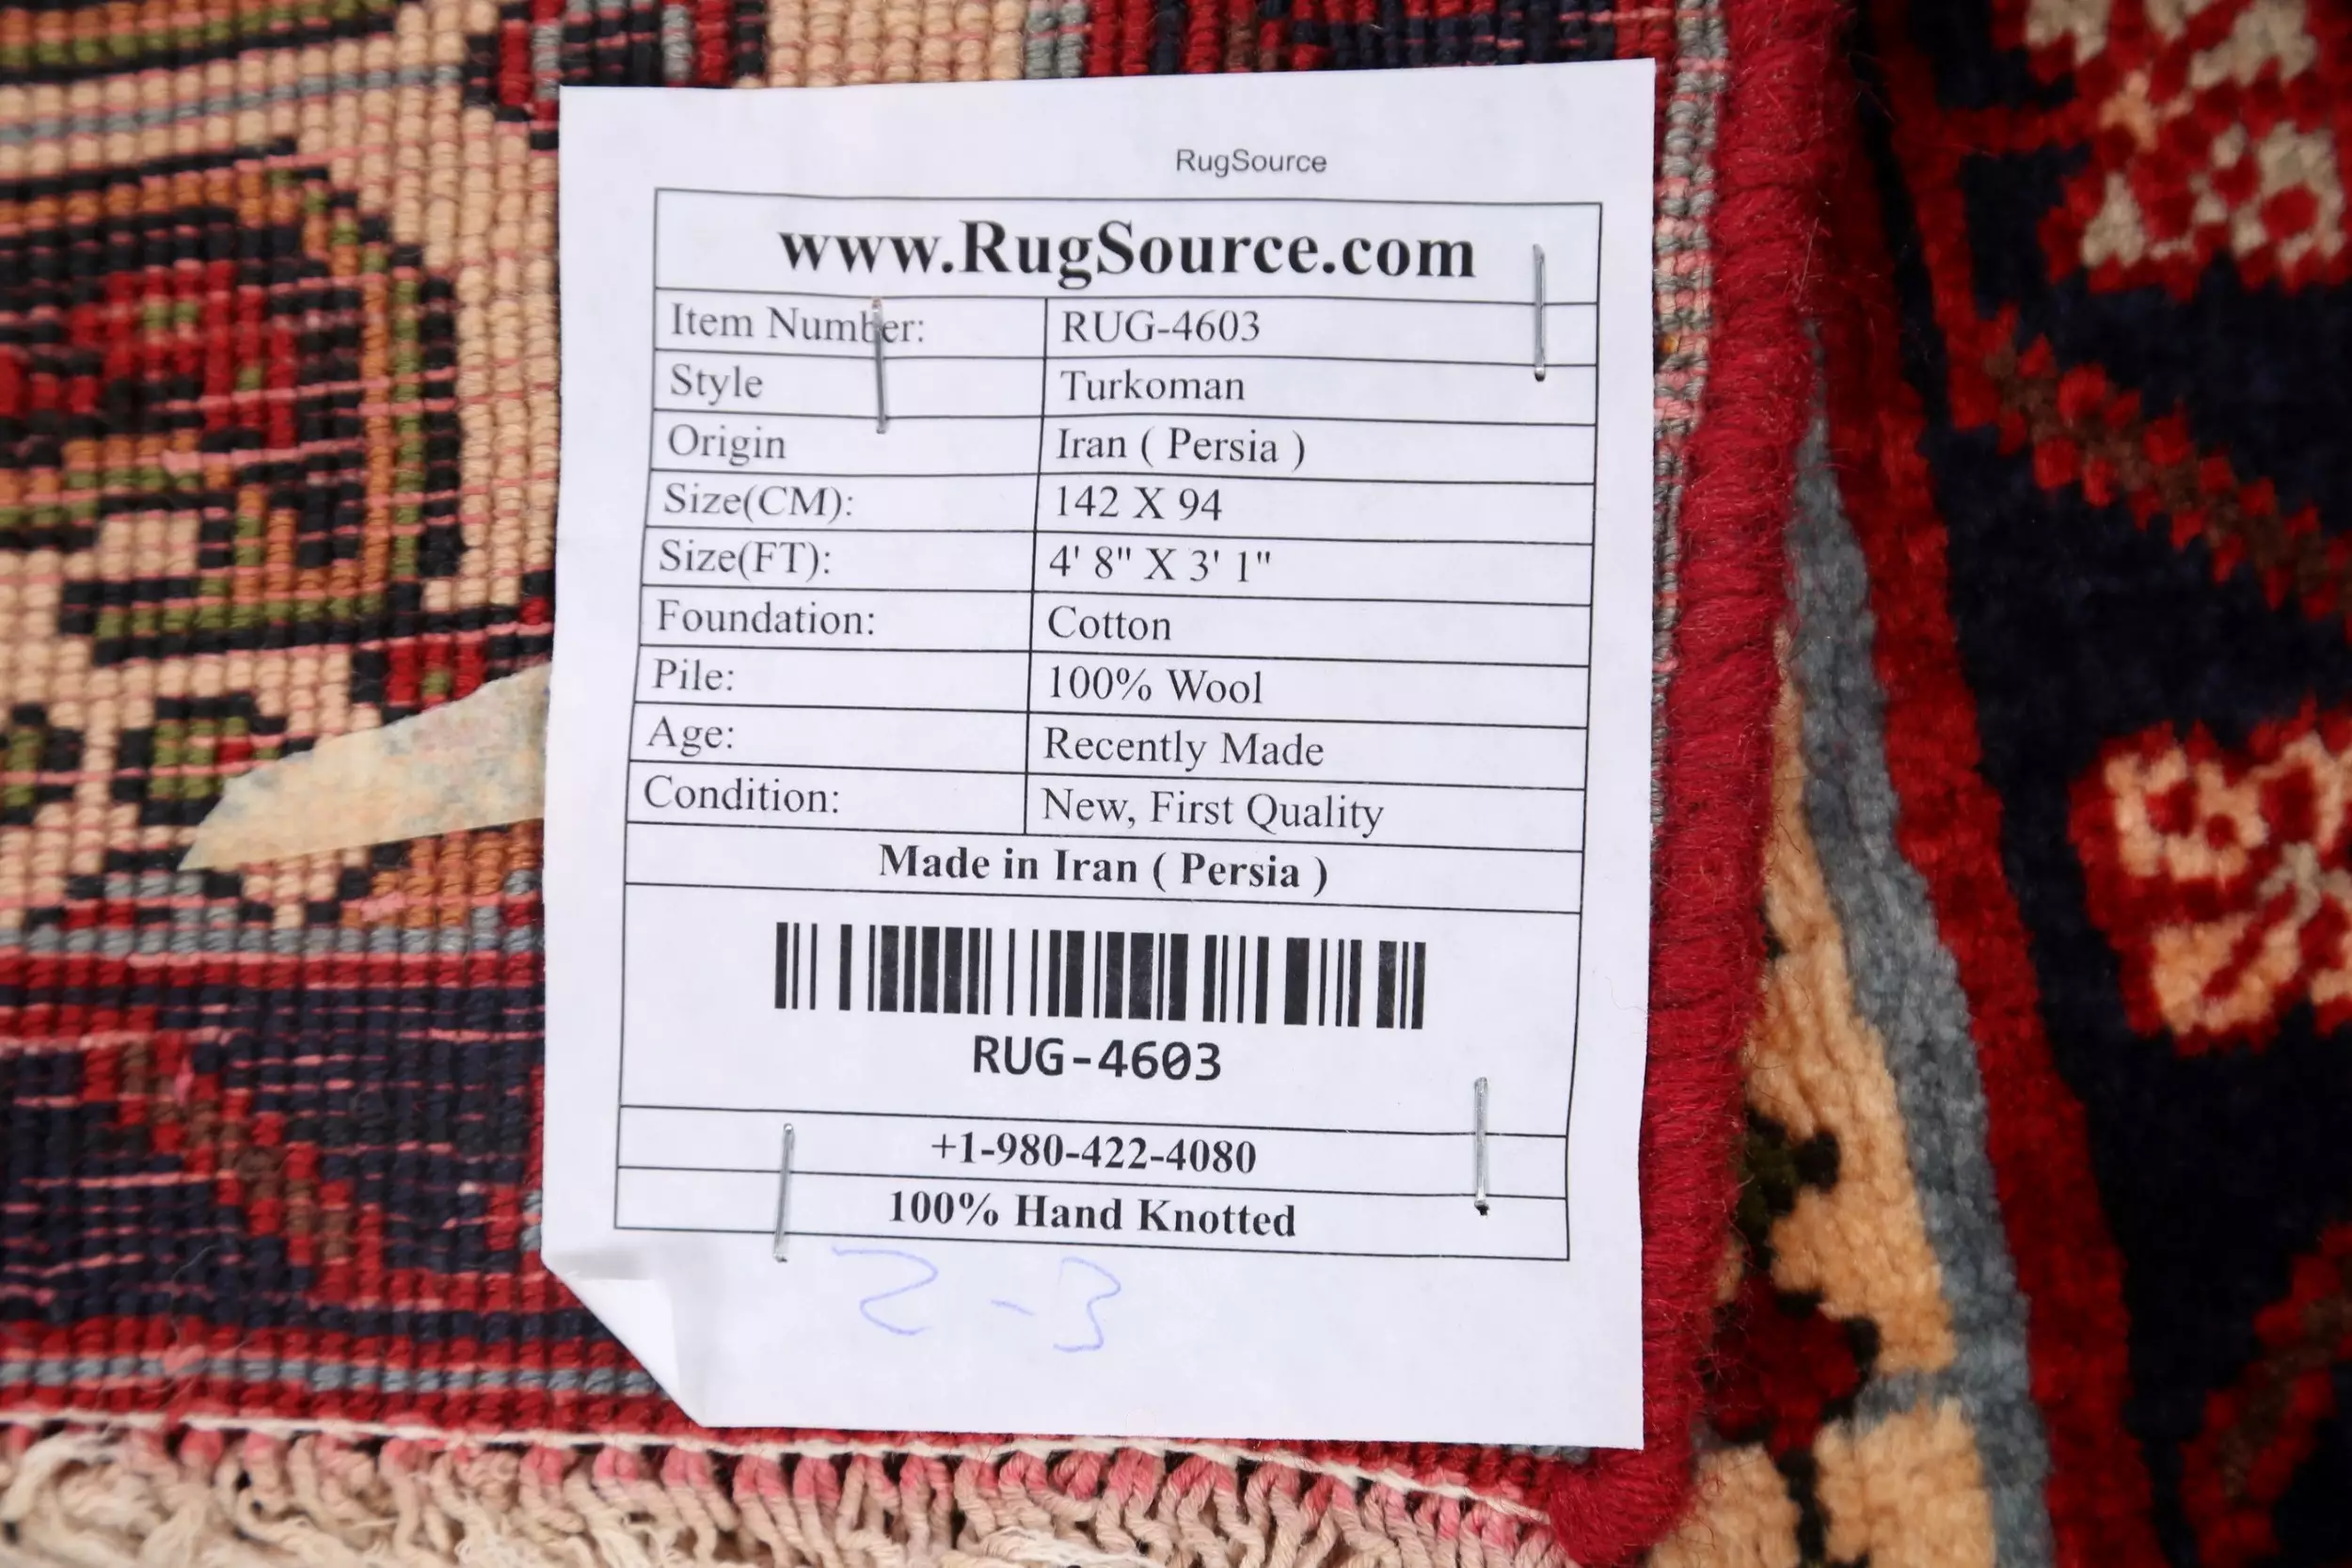 RugSource
www.RugSource.com
Item Number: RUG-4603
Style Turkoman
Origin Iran ( Persia )
Size(CM): 142 X 94
Size(FT): 4' 8" X 3' 1"
Foundation: Cotton
Pile: 100% Wool
Age: Recently Made
Condition: New, First Quality
Made in Iran ( Persia )
RUG-4603
+1-980-422-4080
100% Hand Knotted
2-3